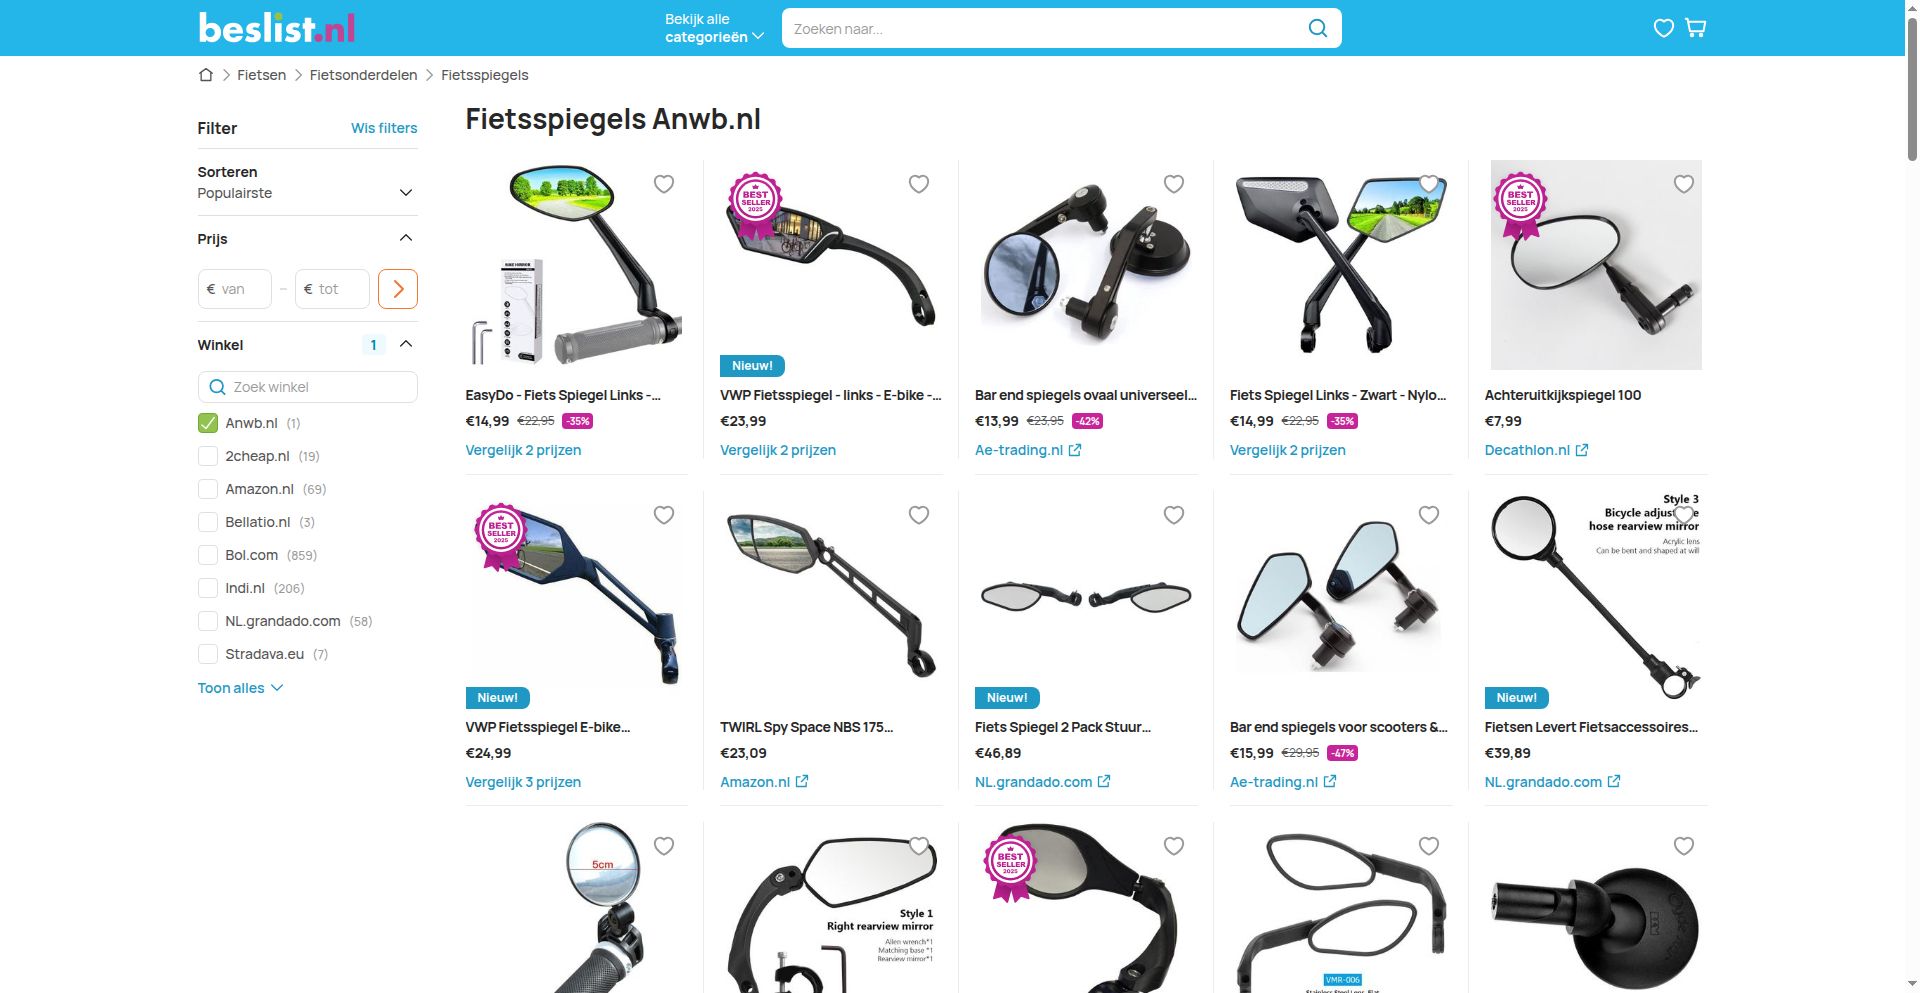 beslist.nl
Bekijk alle
categorieën
Zoeken naar...
Fietsen
Fietsonderdelen
Fietsspiegels
Filter
Wis filters
Sorteren
Populairste
Prijs
€ van
–
€ tot
Winkel
1
Zoek winkel
Anwb.nl (1)
2cheap.nl (19)
Amazon.nl (69)
Bellatio.nl (3)
Bol.com (859)
Indi.nl (206)
NL.grandado.com (58)
Stradava.eu (7)
Toon alles
Fietsspiegels Anwb.nl
BIKE MIRROR
EasyDo - Fiets Spiegel Links -...
€14,99 €22,95 -35%
Vergelijk 2 prijzen
BEST
SELLER
2025
Nieuw!
VWP Fietsspiegel - links - E-bike -...
€23,99
Vergelijk 2 prijzen
Bar end spiegels ovaal universeel...
€13,99 €23,95 -42%
Ae-trading.nl
Fiets Spiegel Links - Zwart - Nylo...
€14,99 €22,95 -35%
Vergelijk 2 prijzen
BEST
SELLER
2025
Achteruitkijkspiegel 100
€7,99
Decathlon.nl
BEST
SELLER
2025
Nieuw!
VWP Fietsspiegel E-bike...
€24,99
Vergelijk 3 prijzen
TWIRL Spy Space NBS 175...
€23,09
Amazon.nl
Nieuw!
Fiets Spiegel 2 Pack Stuur...
€46,89
NL.grandado.com
Bar end spiegels voor scooters &...
€15,99 €29,95 -47%
Ae-trading.nl
Style 3
Bicycle adjustable
hose rearview mirror
Acrylic lens
Can be bent and shaped at will
Nieuw!
Fietsen Levert Fietsaccessoires...
€39,89
NL.grandado.com
5cm
Style 1
Right rearview mirror
Allen wrench*1
Matching base *1
Rearview mirror*1
BEST
SELLER
2025
VMR-006